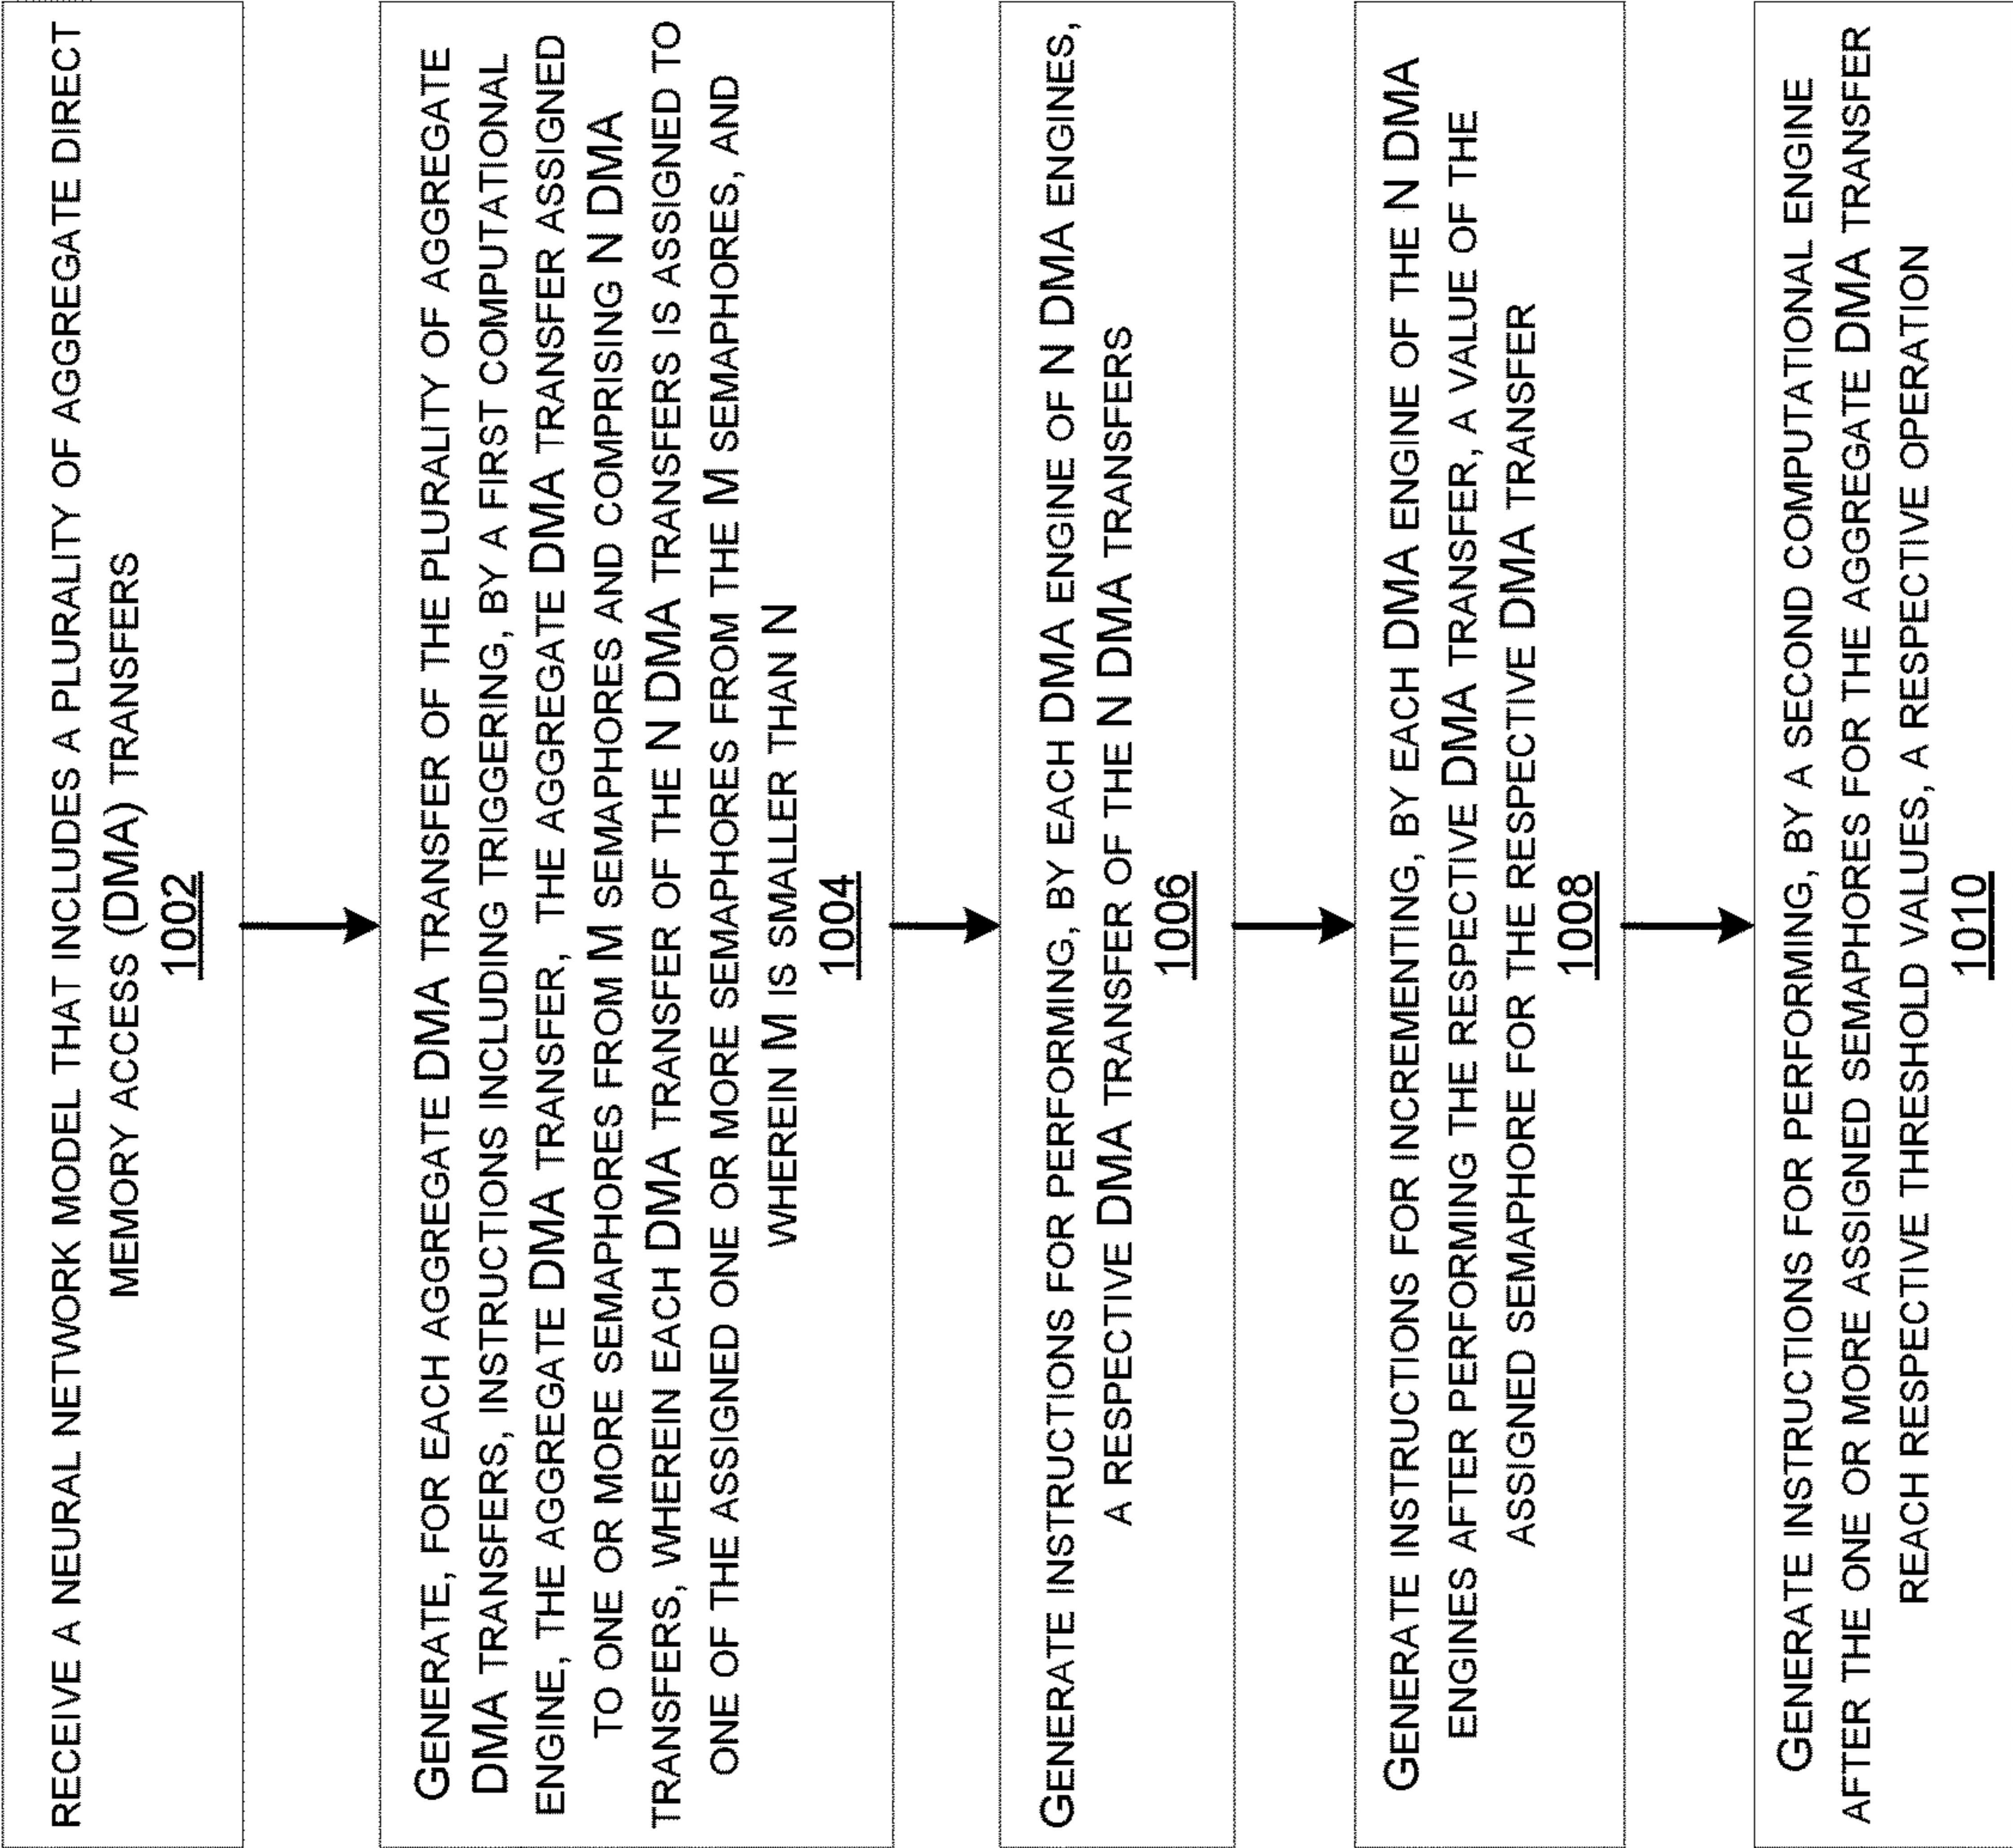 RECEIVE A NEURAL NETWORK MODEL THAT INCLUDES A PLURALITY OF AGGREGATE DIRECT
MEMORY ACCESS (DMA) TRANSFERS
1002
GENERATE, FOR EACH AGGREGATE DMA TRANSFER OF THE PLURALITY OF AGGREGATE
DMA TRANSFERS, INSTRUCTIONS INCLUDING TRIGGERING, BY A FIRST COMPUTATIONAL
ENGINE, THE AGGREGATE DMA TRANSFER, THE AGGREGATE DMA TRANSFER ASSIGNED
TO ONE OR MORE SEMAPHORES FROM M SEMAPHORES AND COMPRISING N DMA
TRANSFERS, WHEREIN EACH DMA TRANSFER OF THE N DMA TRANSFERS IS ASSIGNED TO
ONE OF THE ASSIGNED ONE OR MORE SEMAPHORES FROM THE M SEMAPHORES, AND
WHEREIN M IS SMALLER THAN N
1004
GENERATE INSTRUCTIONS FOR PERFORMING, BY EACH DMA ENGINE OF N DMA ENGINES,
A RESPECTIVE DMA TRANSFER OF THE N DMA TRANSFERS
1006
GENERATE INSTRUCTIONS FOR INCREMENTING, BY EACH DMA ENGINE OF THE N DMA
ENGINES AFTER PERFORMING THE RESPECTIVE DMA TRANSFER, A VALUE OF THE
ASSIGNED SEMAPHORE FOR THE RESPECTIVE DMA TRANSFER
1008
GENERATE INSTRUCTIONS FOR PERFORMING, BY A SECOND COMPUTATIONAL ENGINE
AFTER THE ONE OR MORE ASSIGNED SEMAPHORES FOR THE AGGREGATE DMA TRANSFER
REACH RESPECTIVE THRESHOLD VALUES, A RESPECTIVE OPERATION
1010